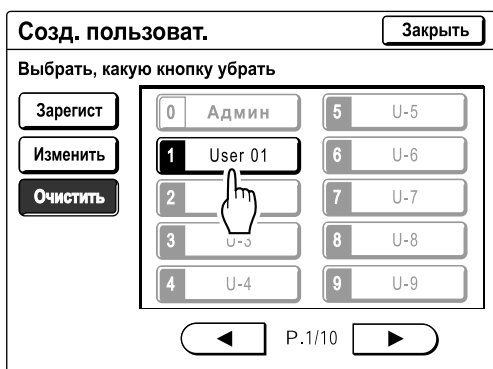 Созд. пользоват.
Закрыть
Выбрать, какую кнопку убрать
Зарегист
Изменить
Очистить
0 Админ
5 U-5
1 User 01
6 U-6
2
7 U-7
3 U-3
8 U-8
4 U-4
9 U-9
P.1/10